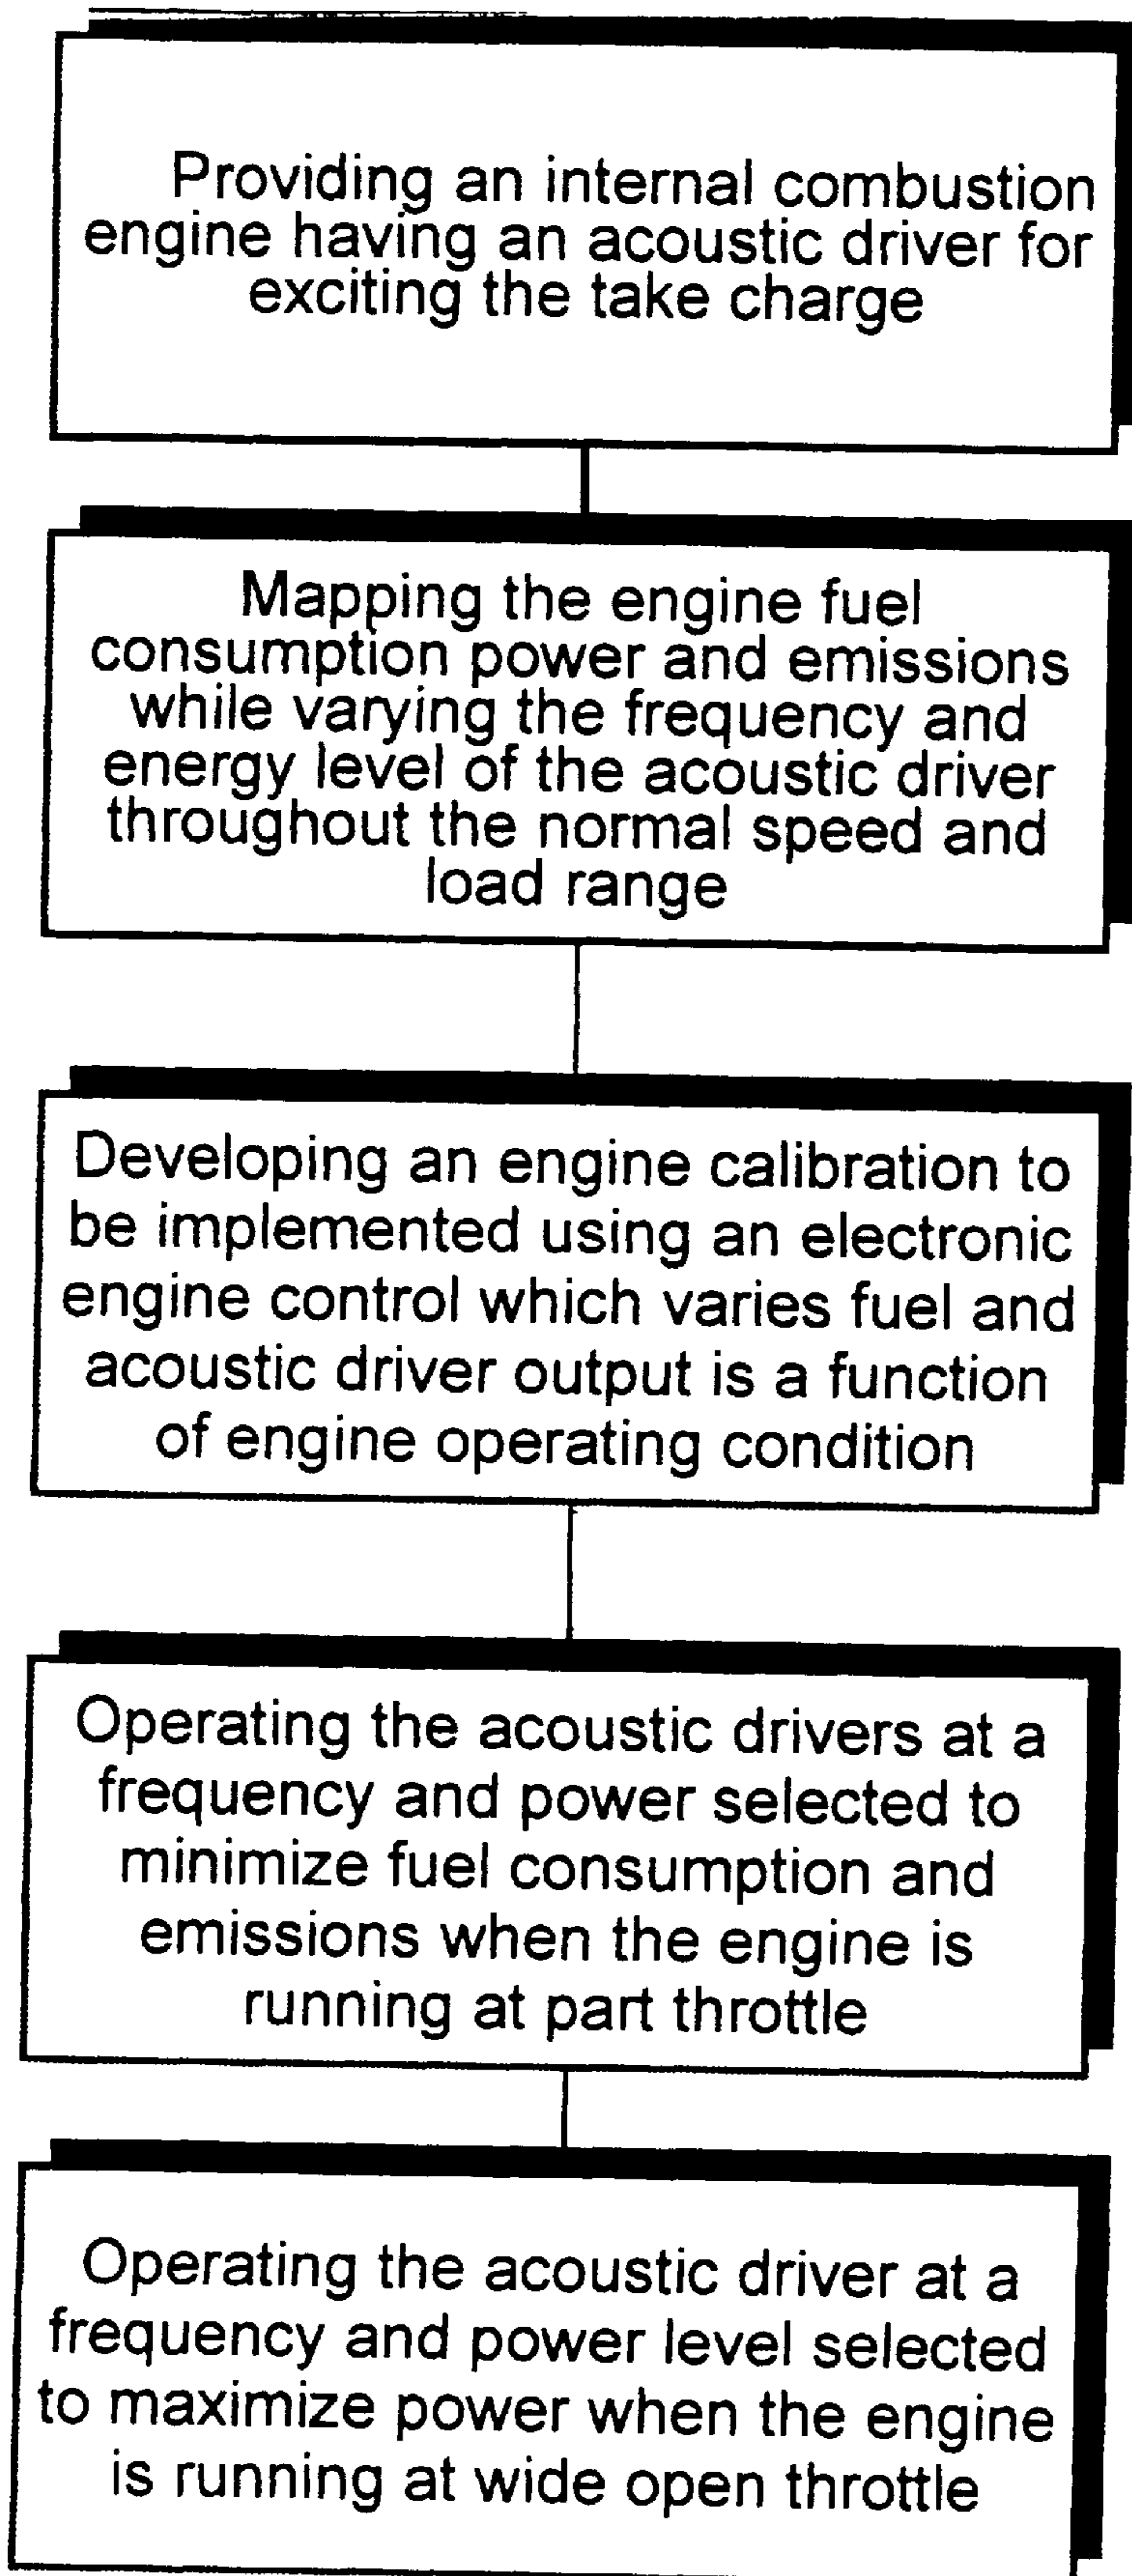 Providing an internal combustion
engine having an acoustic driver for
exciting the take charge
Mapping the engine fuel
consumption power and emissions
while varying the frequency and
energy level of the acoustic driver
throughout the normal speed and
load range
Developing an engine calibration to
be implemented using an electronic
engine control which varies fuel and
acoustic driver output is a function
of engine operating condition
Operating the acoustic drivers at a
frequency and power selected to
minimize fuel consumption and
emissions when the engine is
running at part throttle
Operating the acoustic driver at a
frequency and power level selected
to maximize power when the engine
is running at wide open throttle